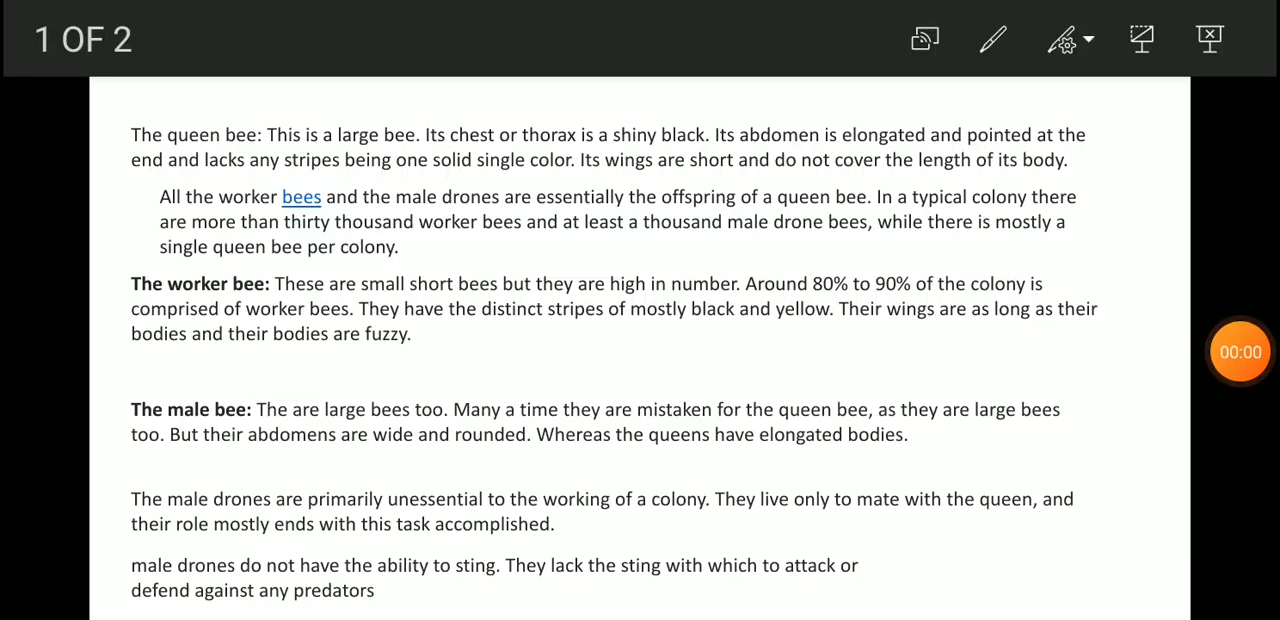 1 OF 2
The queen bee: This is a large bee. Its chest or thorax is a shiny black. Its abdomen is elongated and pointed at the
end and lacks any stripes being one solid single color. Its wings are short and do not cover the length of its body.
All the worker bees and the male drones are essentially the offspring of a queen bee. In a typical colony there
are more than thirty thousand worker bees and at least a thousand male drone bees, while there is mostly a
single queen bee per colony.
The worker bee: These are small short bees but they are high in number. Around 80% to 90% of the colony is
comprised of worker bees. They have the distinct stripes of mostly black and yellow. Their wings are as long as their
bodies and their bodies are fuzzy.
00:00
The male bee: The are large bees too. Many a time they are mistaken for the queen bee, as they are large bees
too. But their abdomens are wide and rounded. Whereas the queens have elongated bodies.
The male drones are primarily unessential to the working of a colony. They live only to mate with the queen, and
their role mostly ends with this task accomplished.
male drones do not have the ability to sting. They lack the sting with which to attack or
defend against any predators